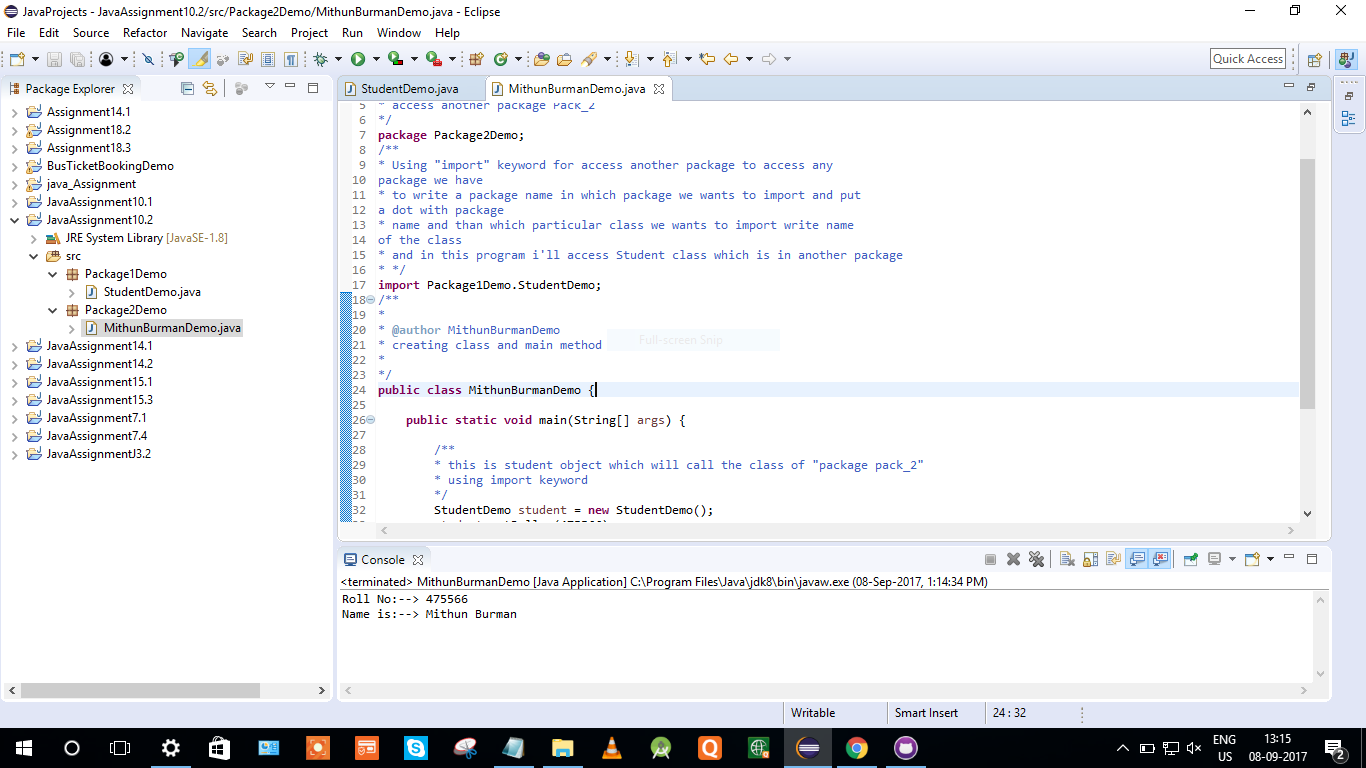 JavaProjects - JavaAssignment10.2/src/Package2Demo/MithunBurmanDemo.java - Eclipse
File Edit Source Refactor Navigate Search Project Run Window Help
Quick Access
Package Explorer
Assignment14.1
Assignment18.2
Assignment18.3
BusTicketBookingDemo
java_Assignment
JavaAssignment10.1
JavaAssignment10.2
JRE System Library [JavaSE-1.8]
src
Package1Demo
StudentDemo.java
Package2Demo
MithunBurmanDemo.java
JavaAssignment14.1
JavaAssignment14.2
JavaAssignment15.1
JavaAssignment15.3
JavaAssignment7.1
JavaAssignment7.4
JavaAssignmentJ3.2
StudentDemo.java MithunBurmanDemo.java
5 * access another package Pack_2
6 */
7 package Package2Demo;
8 /**
9 * Using "import" keyword for access another package to access any
10 package we have
11 * to write a package name in which package we wants to import and put
12 a dot with package
13 * name and than which particular class we wants to import write name
14 of the class
15 * and in this program i'll access Student class which is in another package
16 * */
17 import Package1Demo.StudentDemo;
18 /**
19 *
20 * @author MithunBurmanDemo
21 * creating class and main method
Full-screen Snip
22 *
23 */
24 public class MithunBurmanDemo {
25
26 public static void main(String[] args) {
27
28 /**
29 * this is student object which will call the class of "package pack_2"
30 * using import keyword
31 */
32 StudentDemo student = new StudentDemo();
Console
<terminated> MithunBurmanDemo [Java Application] C:\Program Files\Java\jdk8\bin\javaw.exe (08-Sep-2017, 1:14:34 PM)
Roll No:--> 475566
Name is:--> Mithun Burman
Writable Smart Insert 24 : 32
ENG
US
13:15
08-09-2017
2